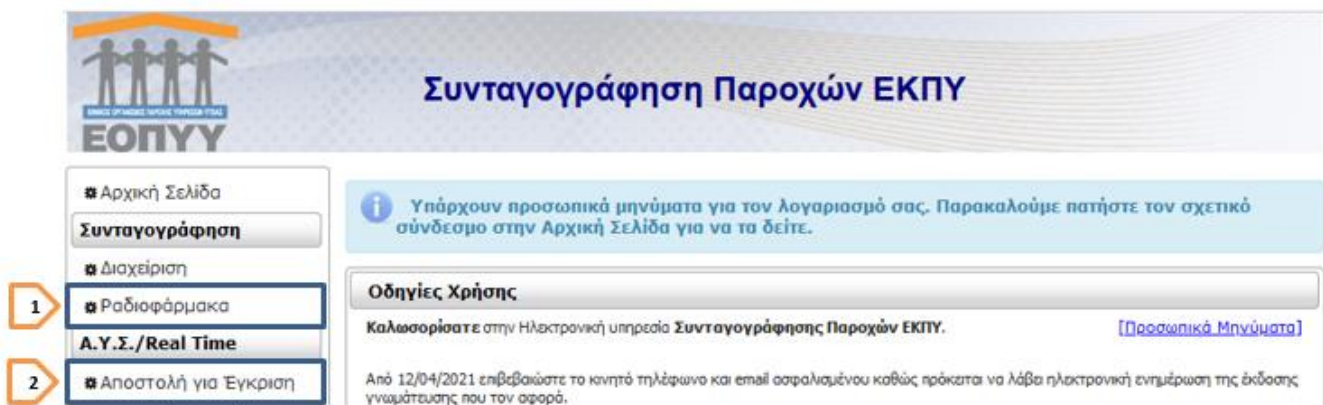 Συνταγογράφηση Παροχών ΕΚΠΥ
ΕΟΠΥΥ
Αρχική Σελίδα
Συνταγογράφηση
Διαχείριση
1
Ραδιοφάρμακα
Α.Υ.Σ./Real Time
2
Αποστολή για Έγκριση
Υπάρχουν προσωπικά μηνύματα για τον λογαριασμό σας. Παρακαλούμε πατήστε τον σχετικό
σύνδεσμο στην Αρχική Σελίδα για να τα δείτε.
Οδηγίες Χρήσης
Καλωσορίσατε στην Ηλεκτρονική υπηρεσία Συνταγογράφησης Παροχών ΕΚΠΥ. [Προσωπικά Μηνύματα]
Από 12/04/2021 επιβεβαιώστε το κινητό τηλέφωνο και email ασφαλισμένου καθώς πρόκειται να λάβει ηλεκτρονική ενημέρωση της έκδοσης
γνωμάτευσης που τον αφορά.